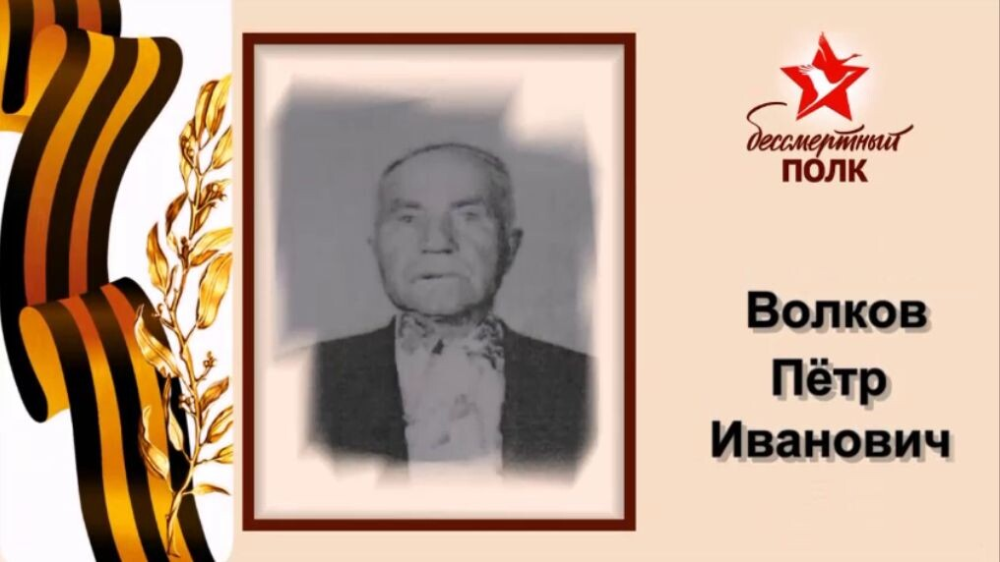 бессмертный
ПОЛК
Волков
Пётр
Иванович